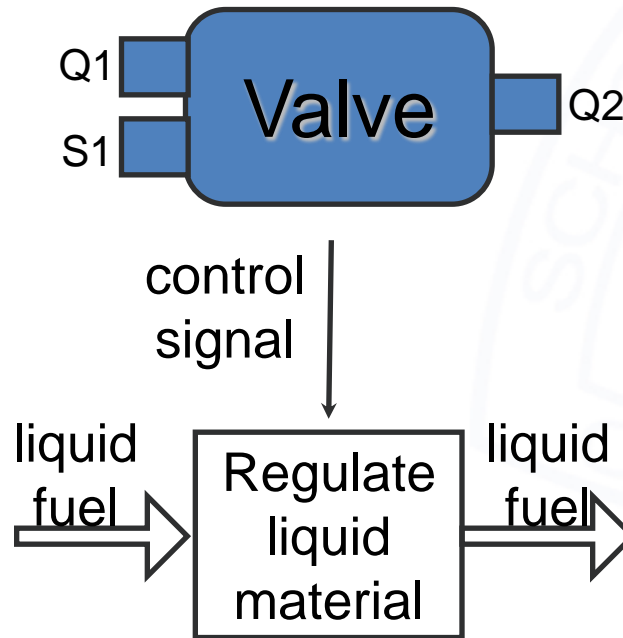 Q1
Valve
Q2
S1
control
signal
liquid
fuel
Regulate
liquid
material
liquid
fuel